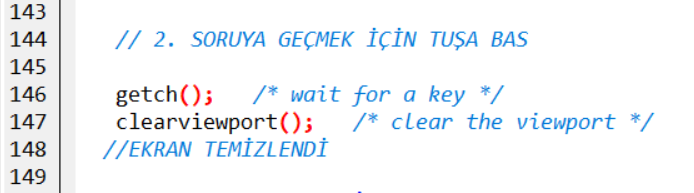 143
144 // 2. SORUYA GEÇMEK İÇİN TUŞA BAS
145
146 getch(); /* wait for a key */
147 clearviewport(); /* clear the viewport */
148 //EKRAN TEMİZLENDİ
149